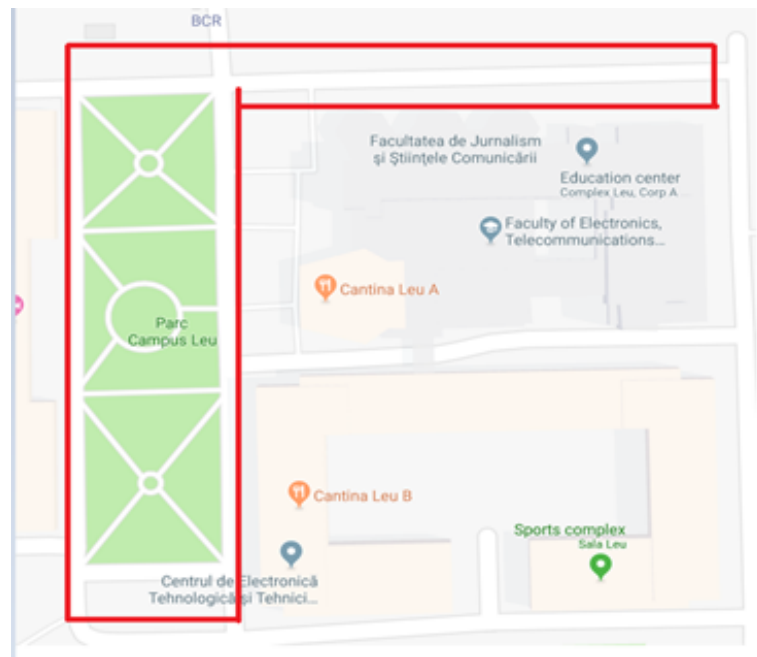 BCR
Facultatea de Jurnalism
și Științele Comunicării
Education center
Complex Leu, Corp A
Faculty of Electronics,
Telecommunications...
Cantina Leu A
Parc
Campus Leu
Cantina Leu B
Sports complex
Sala Leu
Centrul de Electronică
Tehnologică și Tehnici...